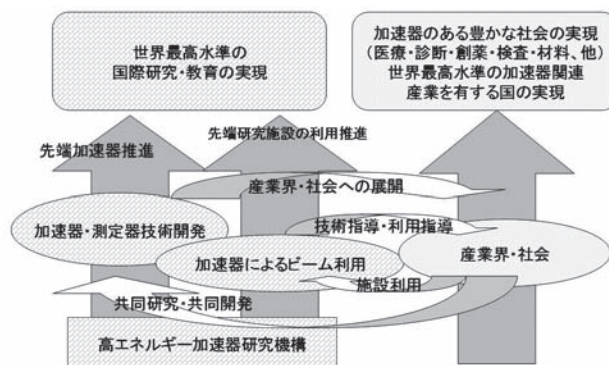 世界最高水準の
国際研究・教育の実現
加速器のある豊かな社会の実現
(医療・診断・創薬・検査・材料、他)
世界最高水準の加速器関連
産業を有する国の実現
先端加速器推進
先端研究施設の利用推進
産業界・社会への展開
加速器・測定器技術開発
技術指導・利用指導
加速器によるビーム利用
産業界・社会
施設利用
共同研究・共同開発
高エネルギー加速器研究機構